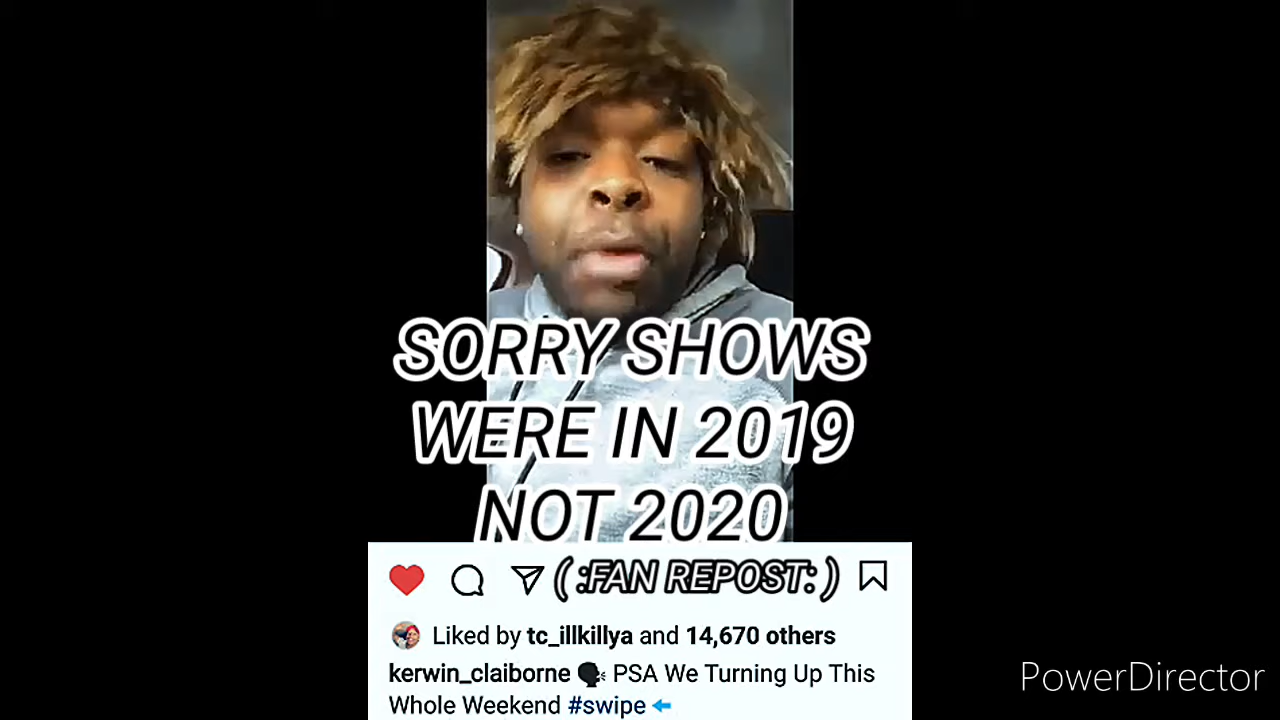 SORRY SHOWS
WERE IN 2019
NOT 2020
( :FAN REPOST: )
Liked by tc_illkillya and 14,670 others
kerwin_claiborne 🗣 PSA We Turning Up This
Whole Weekend #swipe ⬅
PowerDirector